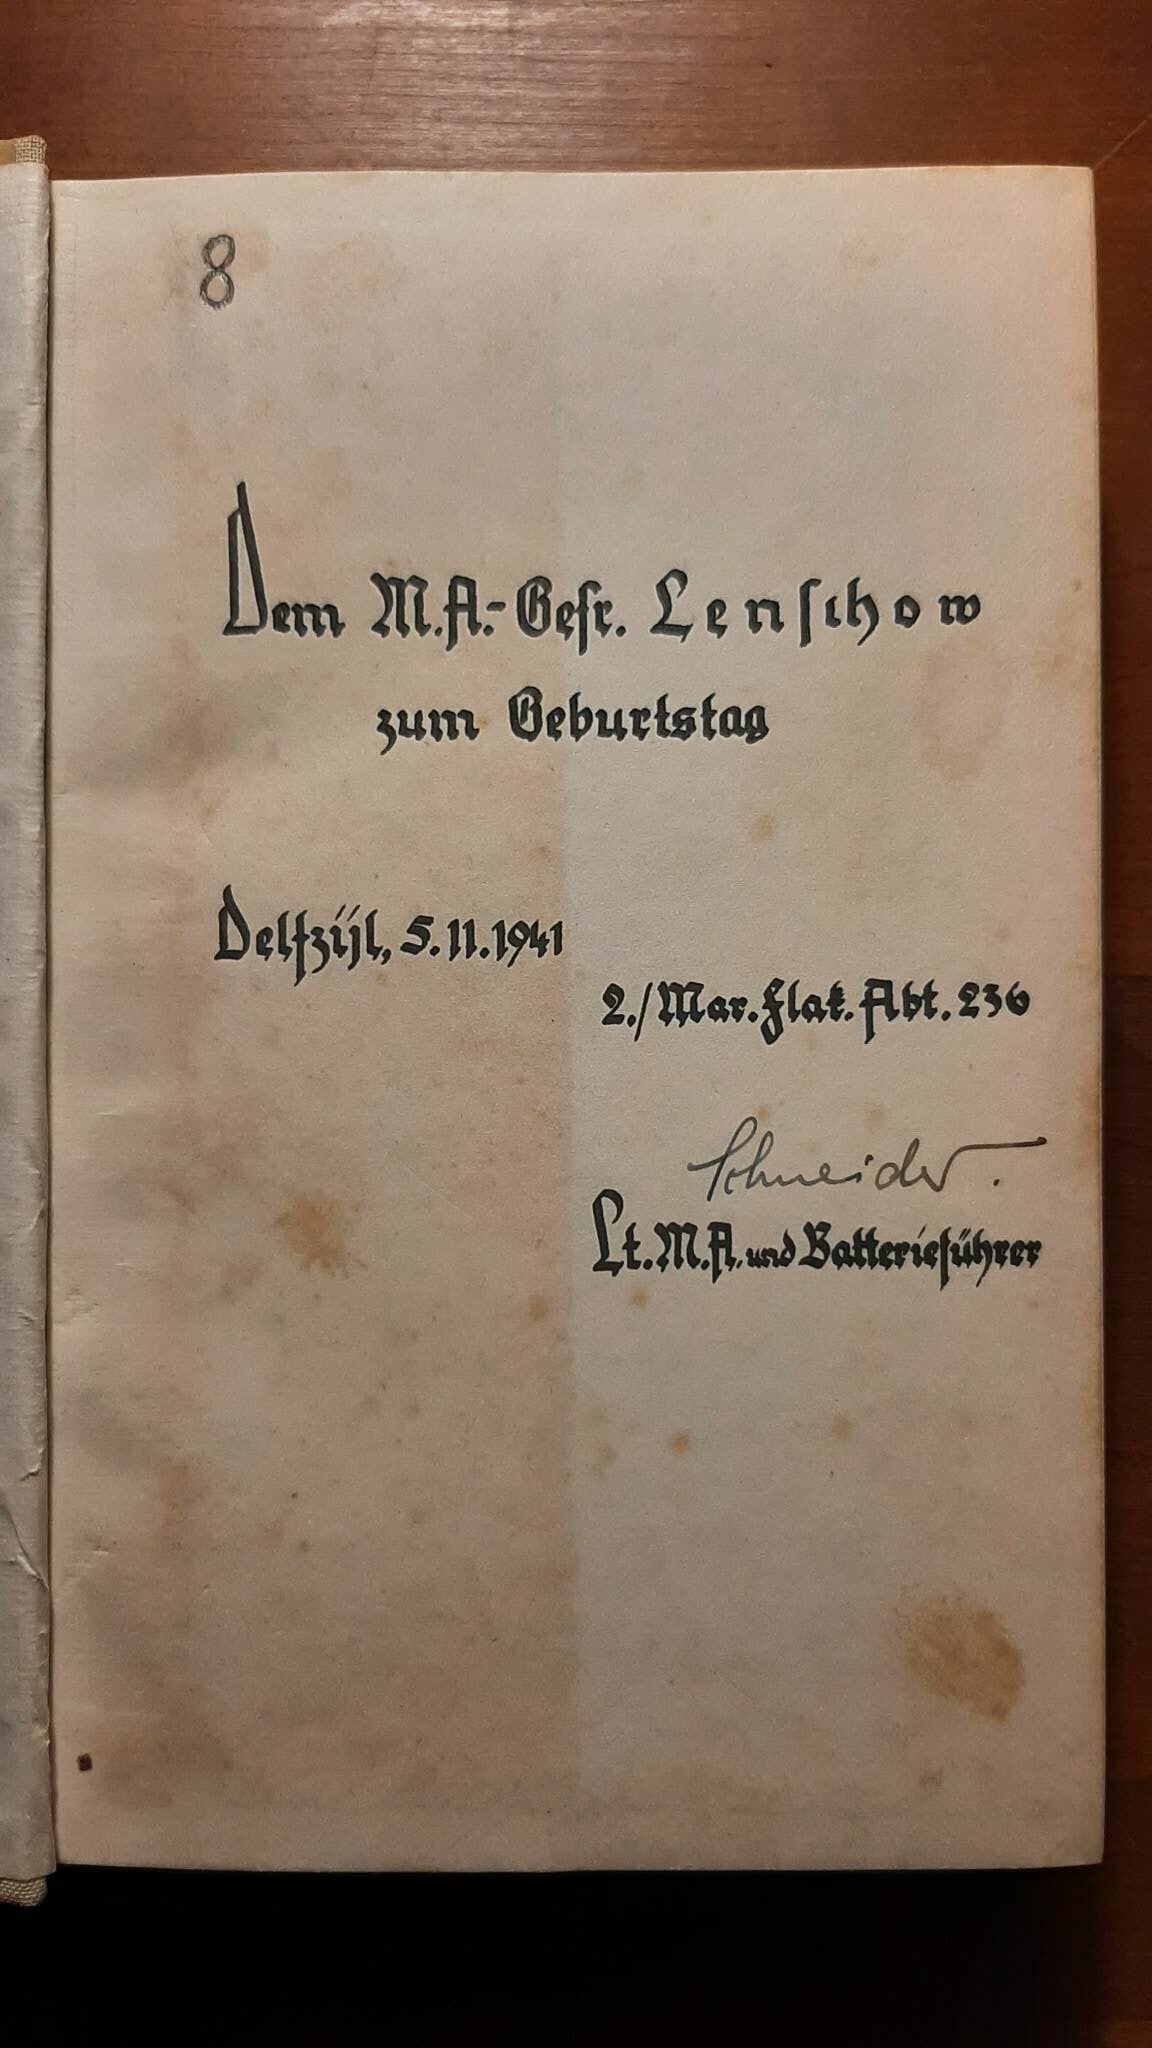 8
Dem M.A.-Gefr. Lenschow
zum Geburtstag
Delfzijl, 5.11.1941
2./Mar.Flak.Abt.236
Schneider.
Lt.M.A. und Batterieführer